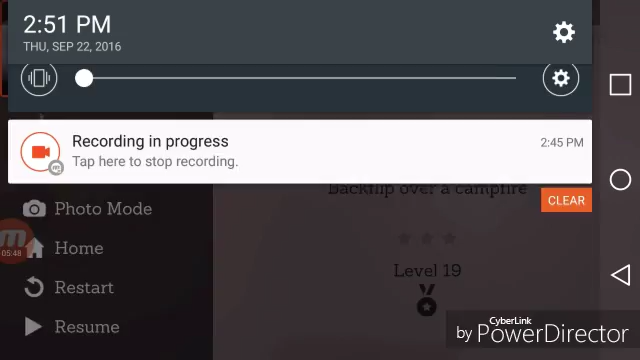 2:51 PM
THU, SEP 22, 2016
Recording in progress
2:45 PM
Tap here to stop recording.
Backflip over a campfire
CLEAR
Photo Mode
05:48
Home
Level 19
Restart
Resume
CyberLink
by PowerDirector